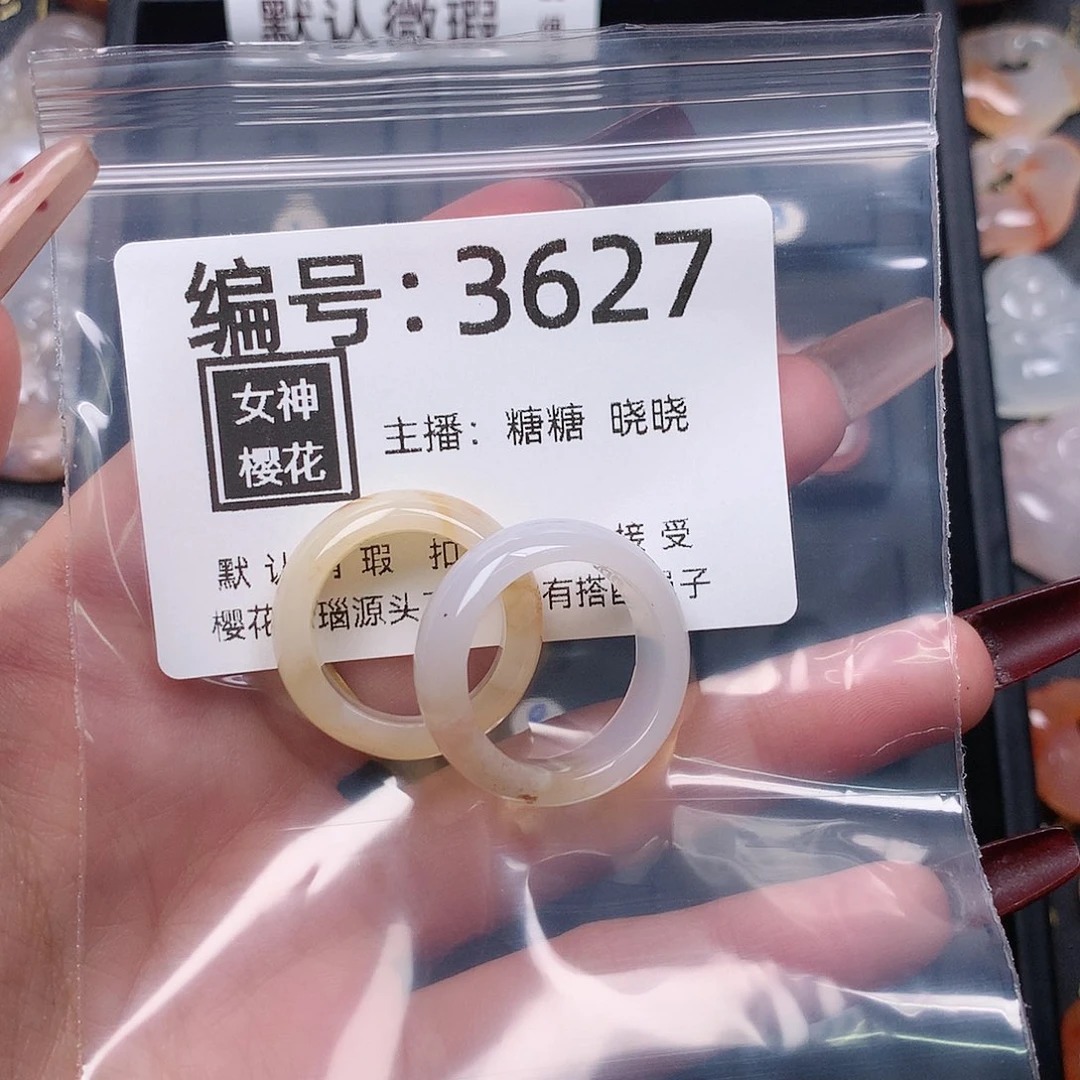 默认微瑕
编号：3627
女神
樱花
主播：糖糖 晓晓
默 认 瑕 扣 接 受
樱花 瑙源头 有搭 子